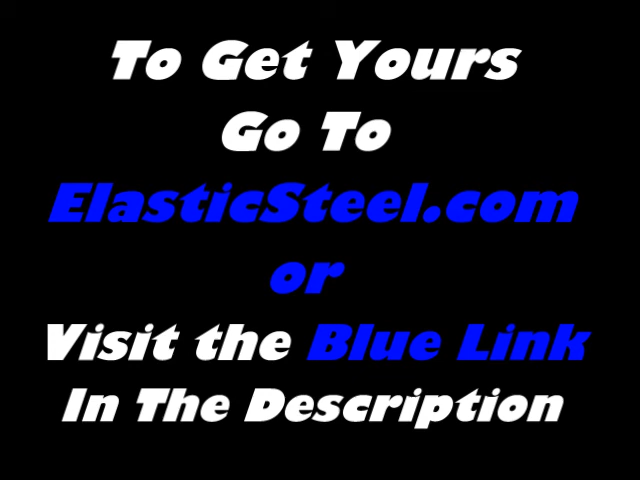 To Get Yours
Go To
ElasticSteel.com
or
Visit the Blue Link
In The Description